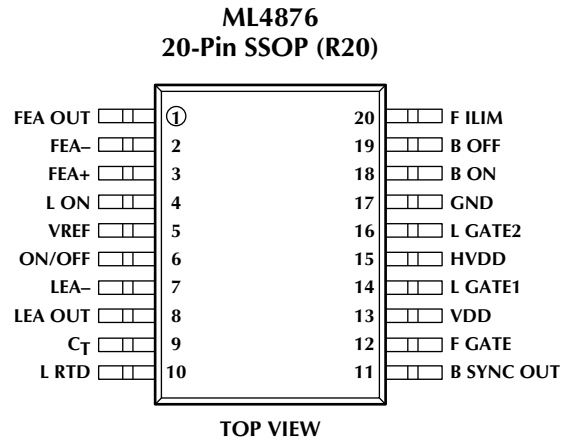 ML4876
20-Pin SSOP (R20)
FEA OUT 1 20 F ILIM
FEA– 2 19 B OFF
FEA+ 3 18 B ON
L ON 4 17 GND
VREF 5 16 L GATE2
ON/OFF 6 15 HVDD
LEA– 7 14 L GATE1
LEA OUT 8 13 VDD
CT 9 12 F GATE
L RTD 10 11 B SYNC OUT
TOP VIEW